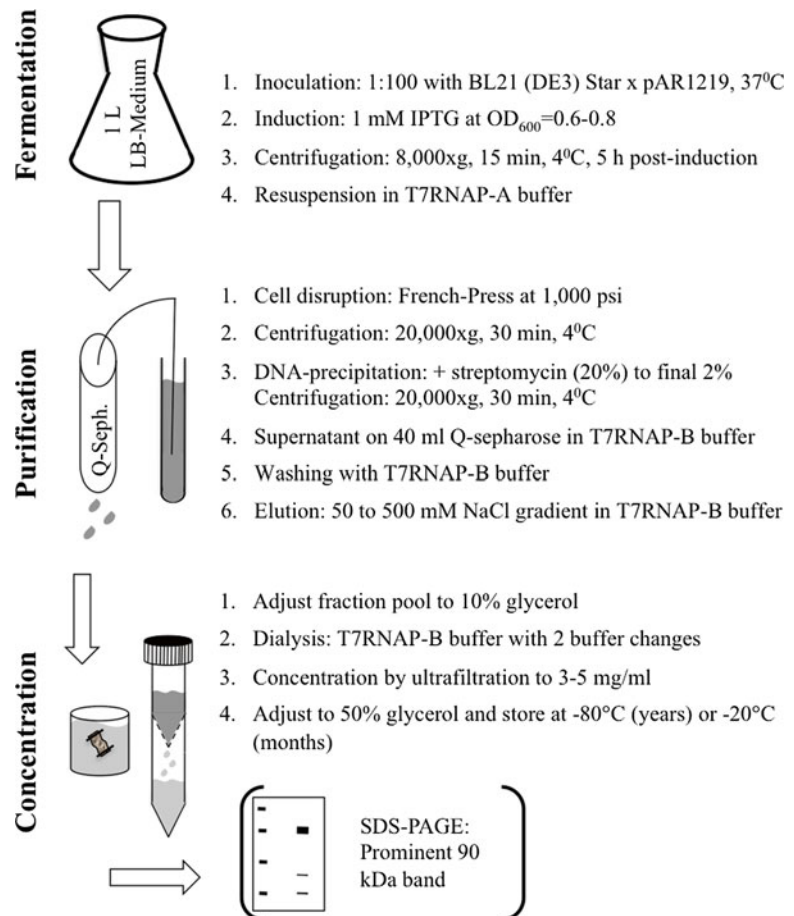 Fermentation
1 L
LB-Medium
1. Inoculation: 1:100 with BL21 (DE3) Star x pAR1219, 37⁰C
2. Induction: 1 mM IPTG at OD₆₀₀=0.6-0.8
3. Centrifugation: 8,000xg, 15 min, 4⁰C, 5 h post-induction
4. Resuspension in T7RNAP-A buffer
Purification
Q-Seph.
1. Cell disruption: French-Press at 1,000 psi
2. Centrifugation: 20,000xg, 30 min, 4⁰C
3. DNA-precipitation: + streptomycin (20%) to final 2%
Centrifugation: 20,000xg, 30 min, 4⁰C
4. Supernatant on 40 ml Q-sepharose in T7RNAP-B buffer
5. Washing with T7RNAP-B buffer
6. Elution: 50 to 500 mM NaCl gradient in T7RNAP-B buffer
Concentration
1. Adjust fraction pool to 10% glycerol
2. Dialysis: T7RNAP-B buffer with 2 buffer changes
3. Concentration by ultrafiltration to 3-5 mg/ml
4. Adjust to 50% glycerol and store at -80°C (years) or -20°C
(months)
SDS-PAGE:
Prominent 90
kDa band